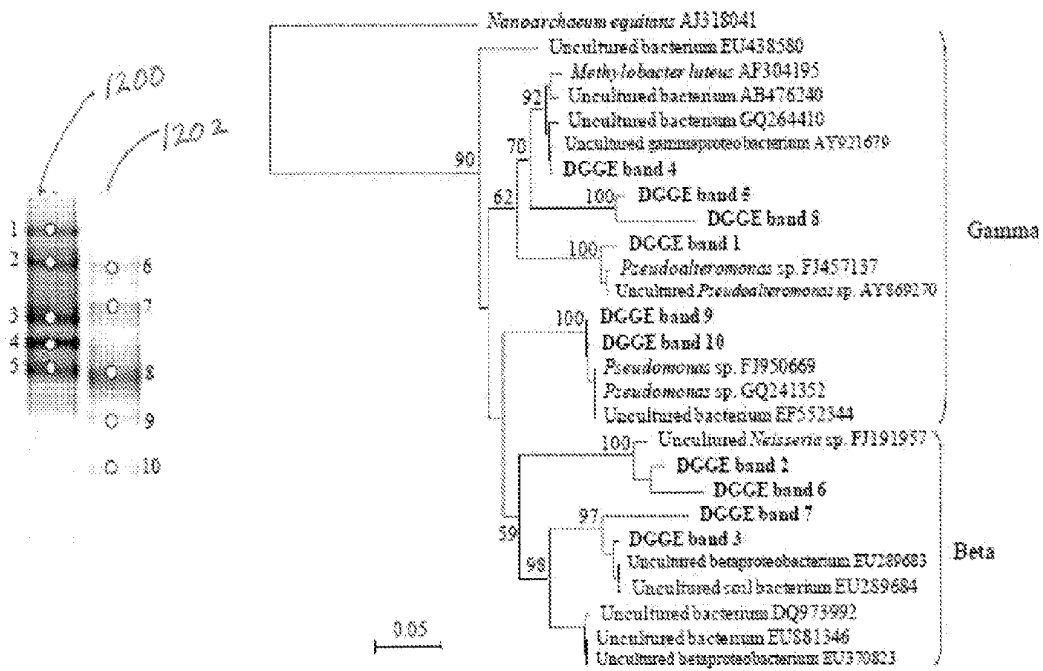 1200
1202
1
2
3
4
5
6
7
8
9
10
Nanoarchaeum equitans AJ318041
Uncultured bacterium EU438580
Methylobacter luteus AF304195
92
Uncultured bacterium AB476240
Uncultured bacterium GQ264410
70
Uncultured gammaproteobacterium AY921679
90
DGGE band 4
62
100
DGGE band 5
DGGE band 8
Gamma
100
DGGE band 1
Pseudoalteromonas sp. FJ457137
Uncultured Pseudoalteromonas sp. AY869270
100
DGGE band 9
DGGE band 10
Pseudomonas sp. FJ950669
Pseudomonas sp. GQ241352
Uncultured bacterium EF552344
100
Uncultured Neisseria sp. FJ191957
DGGE band 2
DGGE band 6
97
DGGE band 7
59
DGGE band 3
Beta
98
Uncultured betaproteobacterium EU289683
Uncultured soil bacterium EU289684
Uncultured bacterium DQ973992
0.05
Uncultured bacterium EU881346
Uncultured betaproteobacterium EU370823